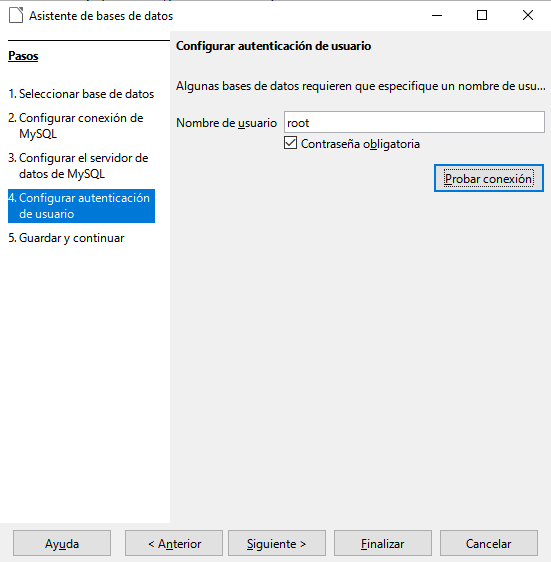 Asistente de bases de datos
Pasos
1. Seleccionar base de datos
2. Configurar conexión de
MySQL
3. Configurar el servidor de
datos de MySQL
4. Configurar autenticación
de usuario
5. Guardar y continuar
Configurar autenticación de usuario
Algunas bases de datos requieren que especifique un nombre de usu...
Nombre de usuario root
Contraseña obligatoria
Probar conexión
Ayuda < Anterior Siguiente > Finalizar Cancelar